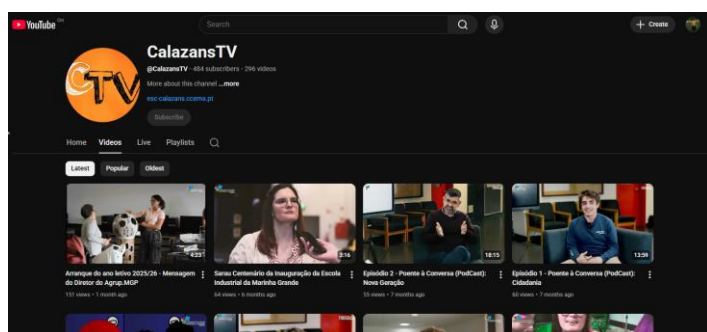 YouTube
Search
Create
CTV
CalazansTV
@CalazansTV · 484 subscribers · 296 videos
More about this channel ...more
esc-calazans.ccems.pt
Subscribe
Home Videos Live Playlists
Latest Popular Oldest
4:23
3:16
18:15
13:59
Arranque do ano letivo 2025/26 - Mensagem
do Diretor do Agrup.MGP
151 views · 1 month ago
Sarau Centenário da Inauguração da Escola
Industrial da Marinha Grande
64 views · 6 months ago
Episódio 2 - Poente à Conversa (PodCast):
Nova Geração
55 views · 7 months ago
Episódio 1 - Poente à Conversa (PodCast):
Cidadania
60 views · 7 months ago